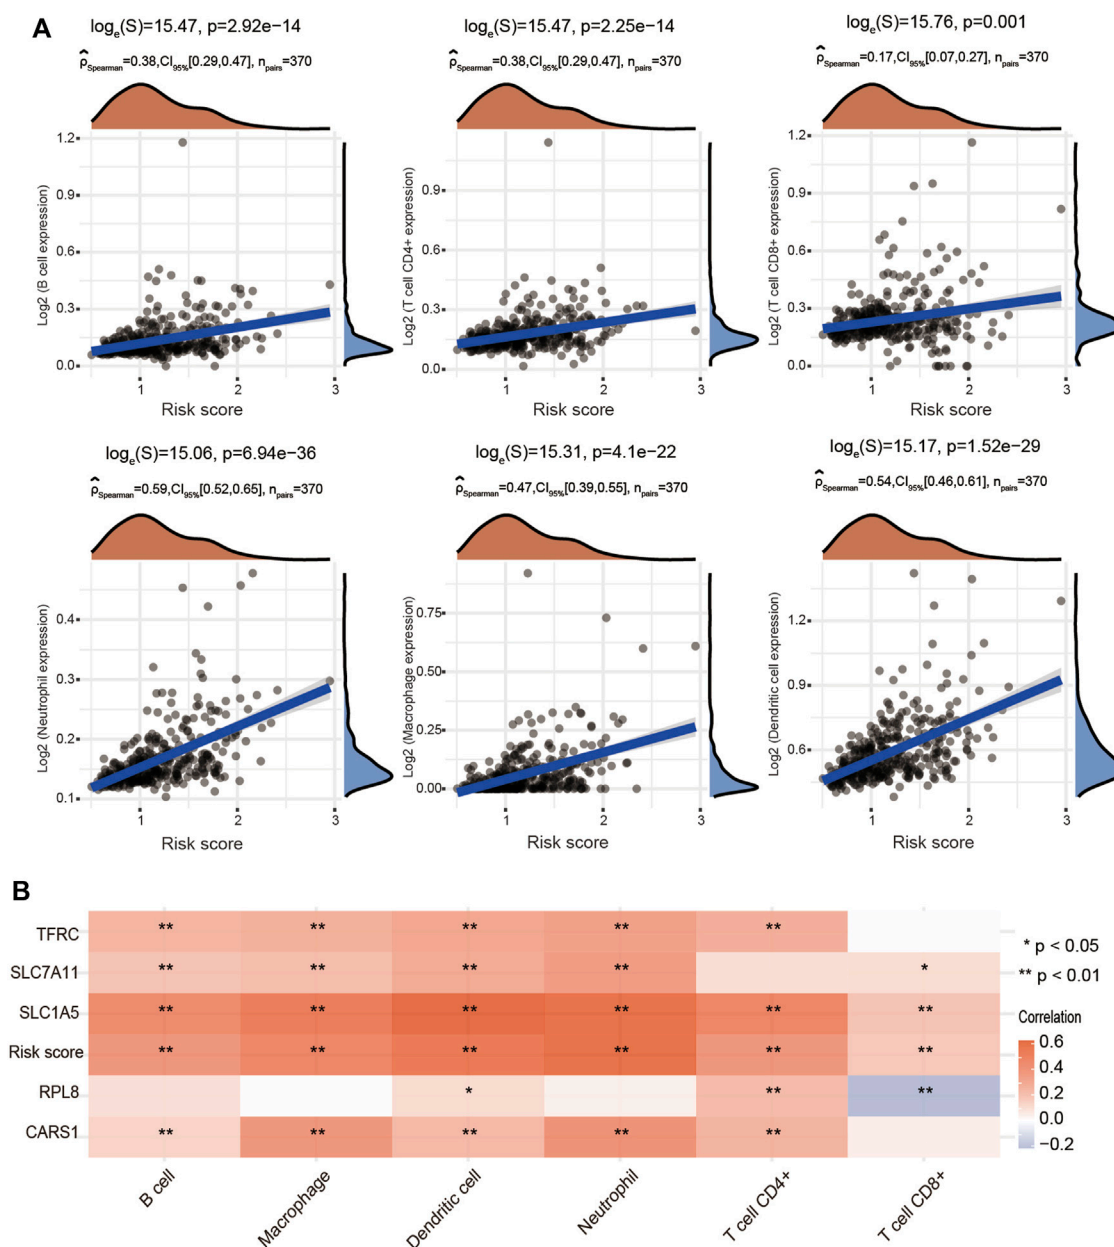 A
logₑ(S)=15.47, p=2.92e−14
ρ̂Spearman=0.38,CI95%[0.29,0.47], npairs=370
Log2 (B cell expression)
1.2
0.9
0.6
0.3
0.0
1 2 3
Risk score
logₑ(S)=15.47, p=2.25e−14
ρ̂Spearman=0.38,CI95%[0.29,0.47], npairs=370
Log2 (T cell CD4+ expression)
0.9
0.6
0.3
0.0
1 2 3
Risk score
logₑ(S)=15.76, p=0.001
ρ̂Spearman=0.17,CI95%[0.07,0.27], npairs=370
Log2 (T cell CD8+ expression)
1.2
0.9
0.6
0.3
0.0
1 2 3
Risk score
logₑ(S)=15.06, p=6.94e−36
ρ̂Spearman=0.59,CI95%[0.52,0.65], npairs=370
Log2 (Neutrophil expression)
0.4
0.3
0.2
0.1
1 2 3
Risk score
logₑ(S)=15.31, p=4.1e−22
ρ̂Spearman=0.47,CI95%[0.39,0.55], npairs=370
Log2 (Macrophage expression)
0.75
0.50
0.25
0.00
1 2 3
Risk score
logₑ(S)=15.17, p=1.52e−29
ρ̂Spearman=0.54,CI95%[0.46,0.61], npairs=370
Log2 (Dendritic cell expression)
1.2
0.9
0.6
1 2 3
Risk score
B
TFRC ** ** ** ** **
SLC7A11 ** ** ** ** *
SLC1A5 ** ** ** ** ** **
Risk score ** ** ** ** ** **
RPL8 * ** **
CARS1 ** ** ** ** **
B cell
Macrophage
Dendritic cell
Neutrophil
T cell CD4+
T cell CD8+
* p < 0.05
** p < 0.01
Correlation
0.6
0.4
0.2
0.0
−0.2